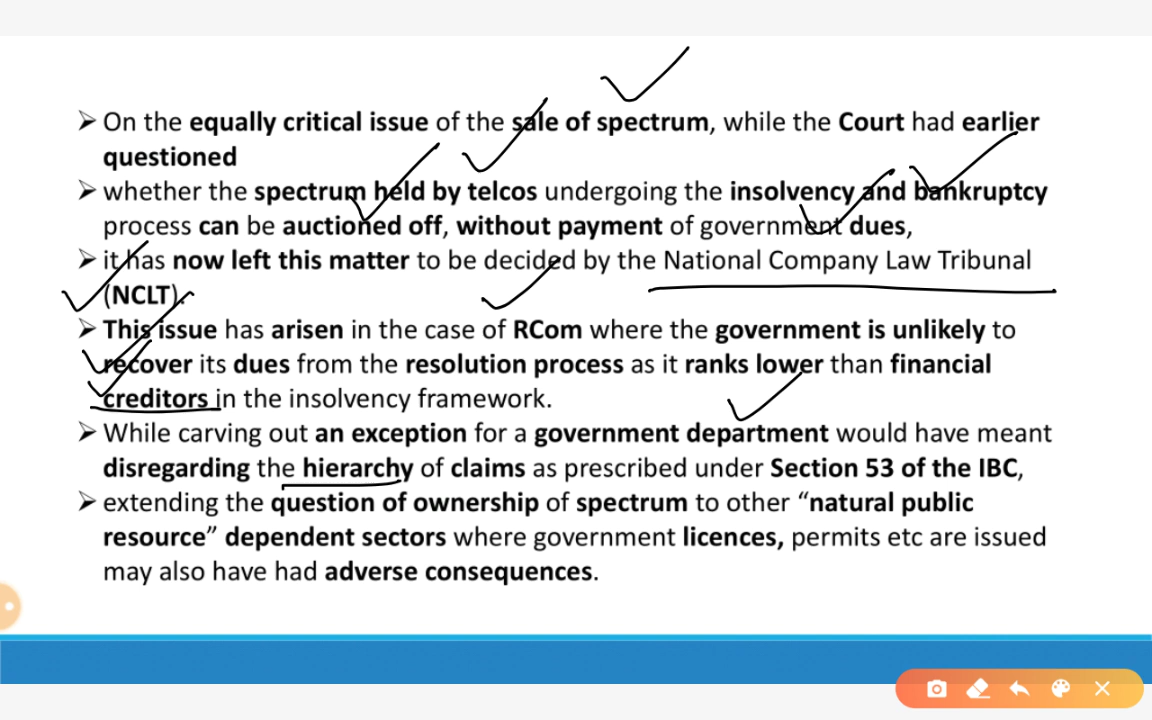 ➢ On the equally critical issue of the sale of spectrum, while the Court had earlier
questioned
➢ whether the spectrum held by telcos undergoing the insolvency and bankruptcy
process can be auctioned off, without payment of government dues,
➢ it has now left this matter to be decided by the National Company Law Tribunal
(NCLT).
➢ This issue has arisen in the case of RCom where the government is unlikely to
recover its dues from the resolution process as it ranks lower than financial
creditors in the insolvency framework.
➢ While carving out an exception for a government department would have meant
disregarding the hierarchy of claims as prescribed under Section 53 of the IBC,
➢ extending the question of ownership of spectrum to other “natural public
resource” dependent sectors where government licences, permits etc are issued
may also have had adverse consequences.